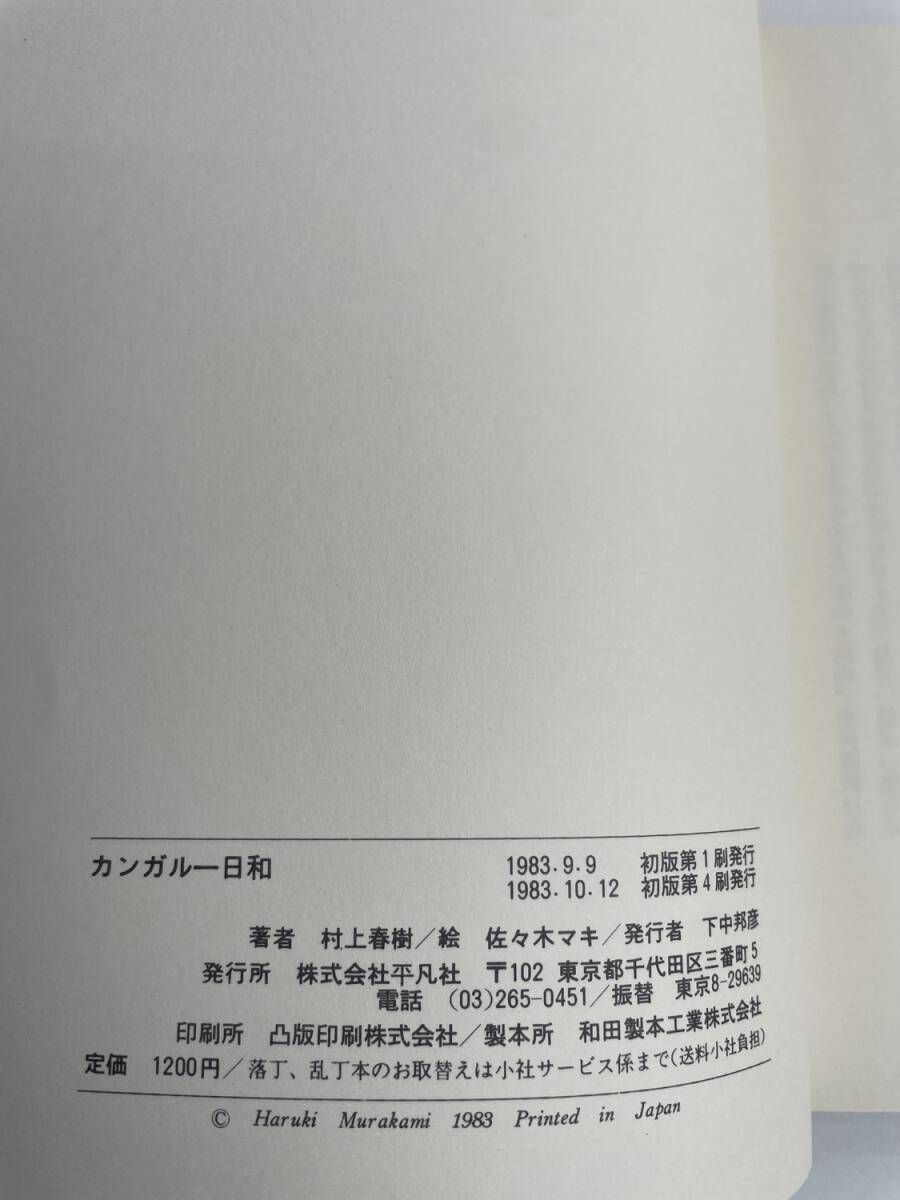 カンガルー日和
1983.9.9 初版第1刷発行
1983.10.12 初版第4刷発行
著者 村上春樹/絵 佐々木マキ/発行者 下中邦彦
発行所 株式会社平凡社 〒102 東京都千代田区三番町5
電話 (03)265-0451/振替 東京8-29639
印刷所 凸版印刷株式会社/製本所 和田製本工業株式会社
定価 1200円/落丁、乱丁本のお取替えは小社サービス係まで(送料小社負担)
© Haruki Murakami 1983 Printed in Japan